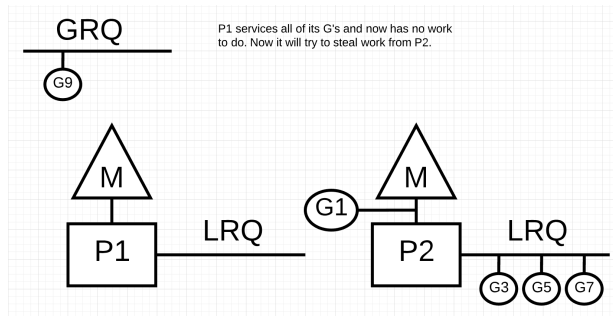 GRQ
P1 services all of its G's and now has no work
to do. Now it will try to steal work from P2.
G9
M
M
G1
P1
LRQ
P2
LRQ
G3
G5
G7